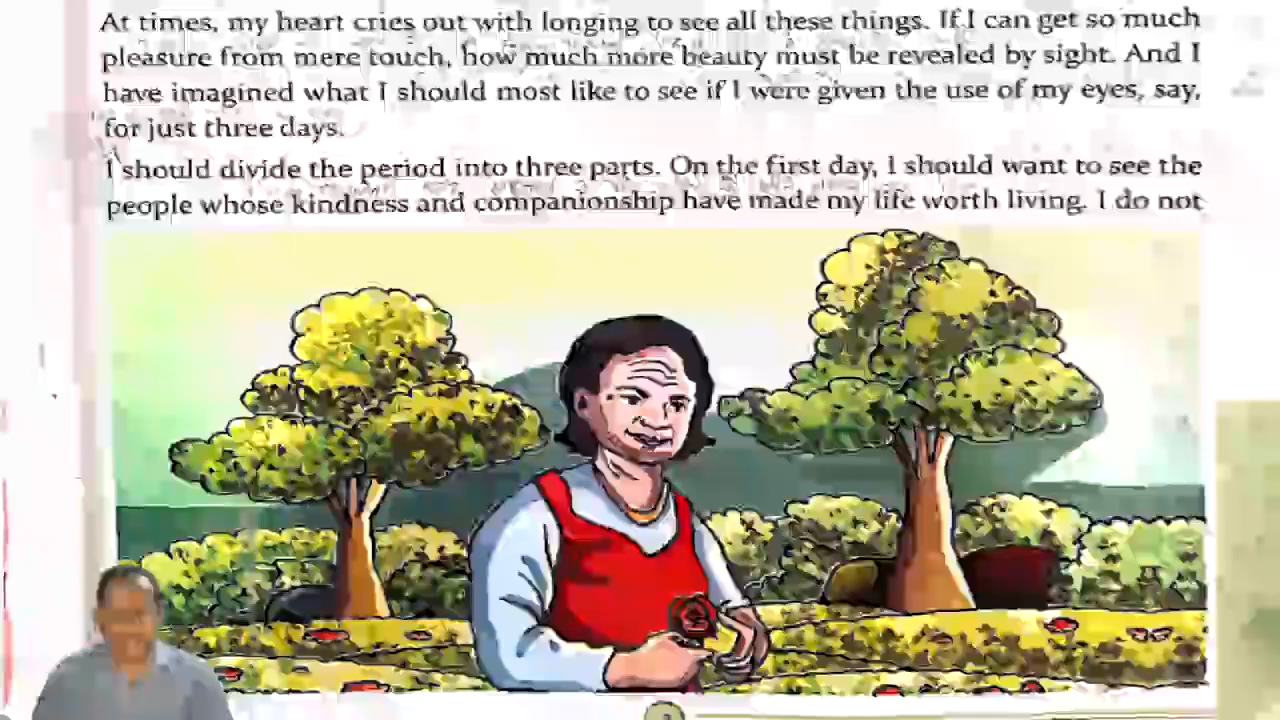 At times, my heart cries out with longing to see all these things. If I can get so much
pleasure from mere touch, how much more beauty must be revealed by sight. And I
have imagined what I should most like to see if I were given the use of my eyes, say,
for just three days.
I should divide the period into three parts. On the first day, I should want to see the
people whose kindness and companionship have made my life worth living. I do not